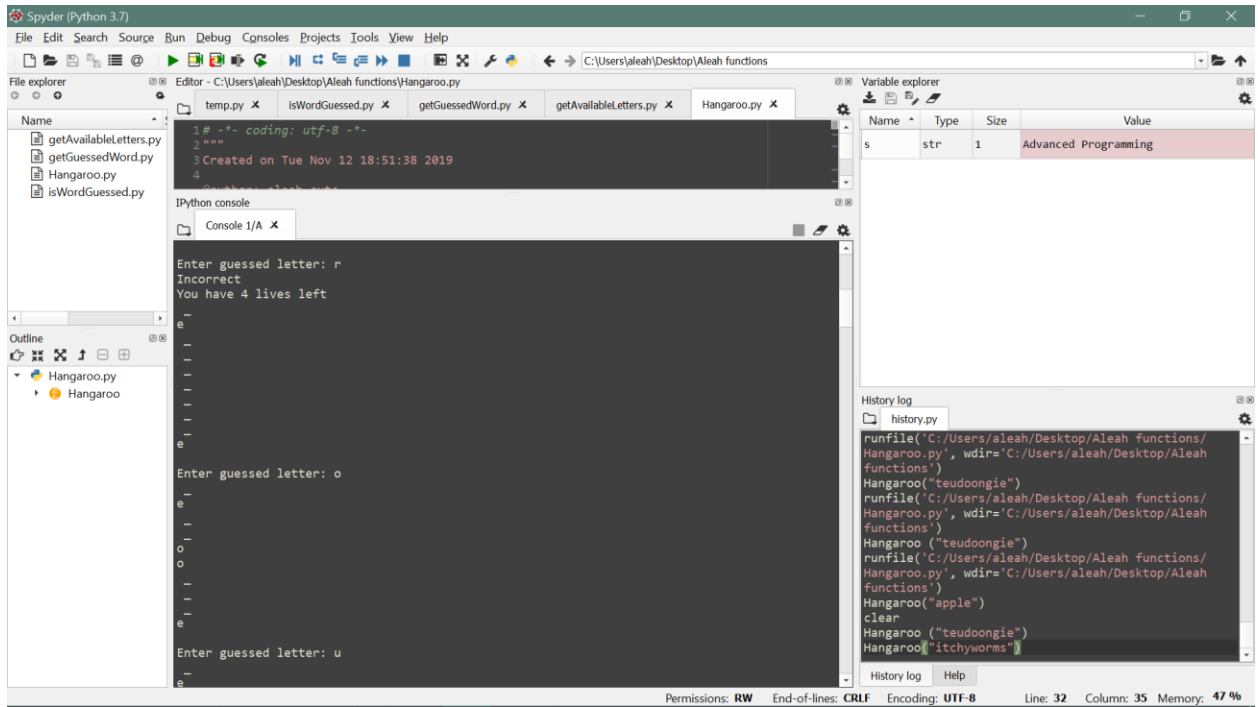 Spyder (Python 3.7)
File Edit Search Source Run Debug Consoles Projects Tools View Help
C:\Users\aleah\Desktop\Aleah functions
File explorer
Name
getAvailableLetters.py
getGuessedWord.py
Hangaroo.py
isWordGuessed.py
Outline
Hangaroo.py
Hangaroo
Editor - C:\Users\aleah\Desktop\Aleah functions\Hangaroo.py
temp.py isWordGuessed.py getGuessedWord.py getAvailableLetters.py Hangaroo.py
1 # -*- coding: utf-8 -*-
2 """
3 Created on Tue Nov 12 18:51:38 2019
4
IPython console
Console 1/A
Enter guessed letter: r
Incorrect
You have 4 lives left
_
e
_
_
_
_
_
_
_
e
Enter guessed letter: o
_
e
_
_
o
o
_
_
_
e
Enter guessed letter: u
_
e
Variable explorer
Name Type Size Value
s str 1 Advanced Programming
History log
history.py
runfile('C:/Users/aleah/Desktop/Aleah functions/
Hangaroo.py', wdir='C:/Users/aleah/Desktop/Aleah
functions')
Hangaroo("teudoongie")
runfile('C:/Users/aleah/Desktop/Aleah functions/
Hangaroo.py', wdir='C:/Users/aleah/Desktop/Aleah
functions')
Hangaroo ("teudoongie")
runfile('C:/Users/aleah/Desktop/Aleah functions/
Hangaroo.py', wdir='C:/Users/aleah/Desktop/Aleah
functions')
Hangaroo("apple")
clear
Hangaroo ("teudoongie")
Hangaroo("itchyworms")
History log Help
Permissions: RW End-of-lines: CRLF Encoding: UTF-8 Line: 32 Column: 35 Memory: 47 %